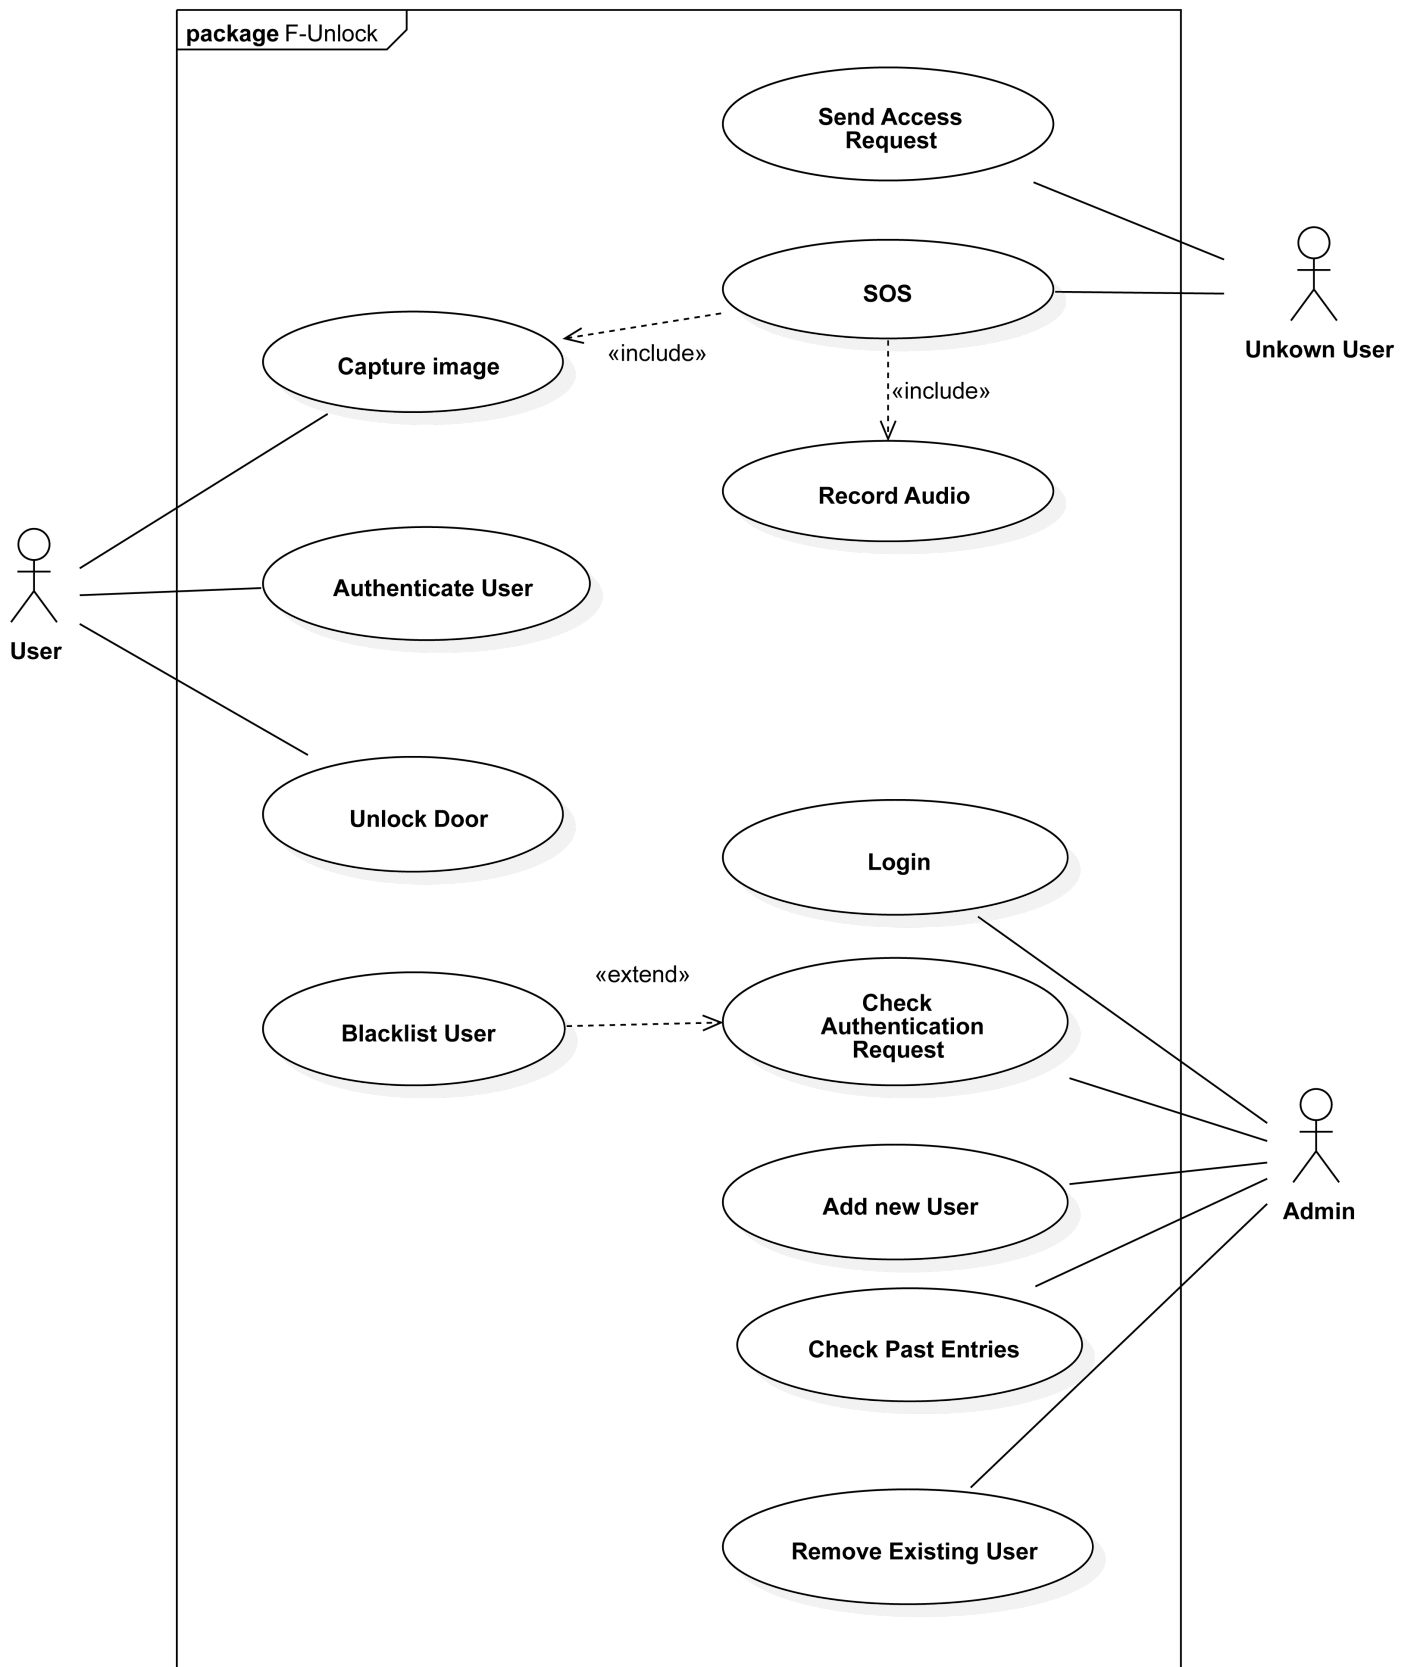 package F-Unlock
Send Access
Request
SOS
Unkown User
Capture image
«include»
«include»
Record Audio
Authenticate User
User
Unlock Door
Login
«extend»
Check
Authentication
Request
Blacklist User
Add new User
Admin
Check Past Entries
Remove Existing User